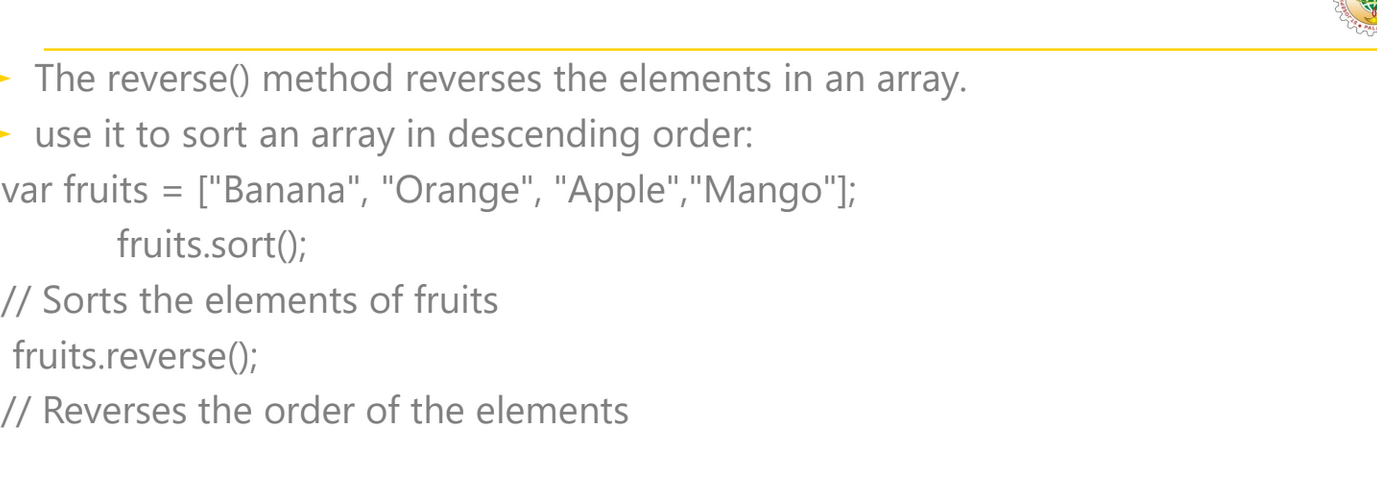 The reverse() method reverses the elements in an array.
use it to sort an array in descending order:
var fruits = ["Banana", "Orange", "Apple","Mango"];
fruits.sort();
// Sorts the elements of fruits
fruits.reverse();
// Reverses the order of the elements